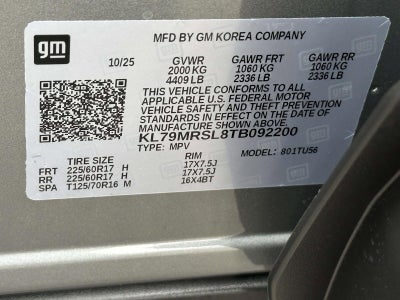 gm
MFD BY GM KOREA COMPANY
10/25 GVWR GAWR FRT GAWR RR
2000 KG 1060 KG 1060 KG
4409 LB 2336 LB 2336 LB
THIS VEHICLE CONFORMS TO ALL
APPLICABLE U.S. FEDERAL MOTOR
VEHICLE SAFETY AND THEFT PREVENTION
STANDARDS IN EFFECT ON THE DATE
OF MANUFACTURE SHOWN ABOVE.
KL79MRSL8TB092200
TYPE: MPV MODEL: 801TU56
TIRE SIZE RIM
FRT 225/60R17 H 17X7.5J
RR 225/60R17 H 17X7.5J
SPA T125/70R16 M 16X4BT